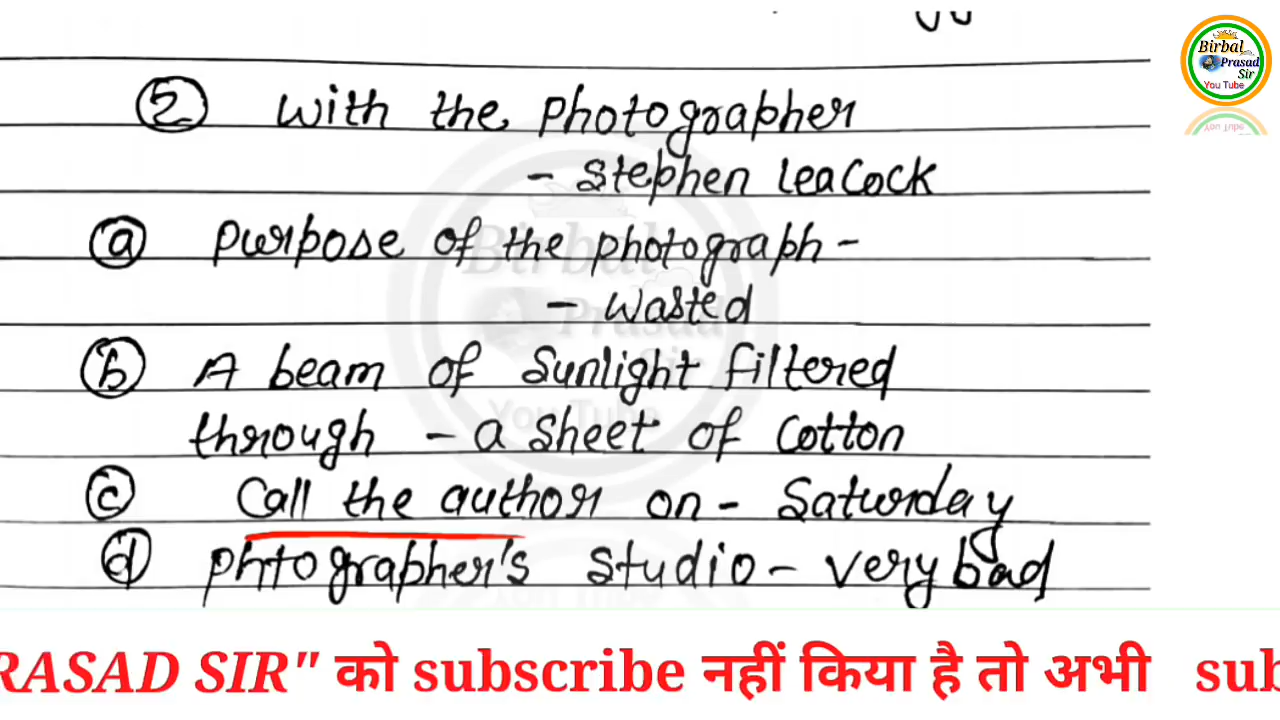 Birbal
Prasad
Sir
You Tube
② With the Photographer
- Stephen Leacock
ⓐ Purpose of the photograph -
- Wasted
ⓑ A beam of Sunlight filtered
through - a sheet of cotton
ⓒ Call the author on - Saturday
ⓓ Phtographer's studio - very bad
RASAD SIR" को subscribe नहीं किया है तो अभी sub